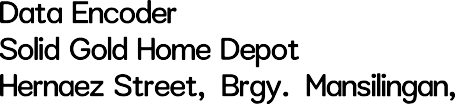 Data Encoder
Solid Gold Home Depot
Hernaez Street, Brgy. Mansilingan,